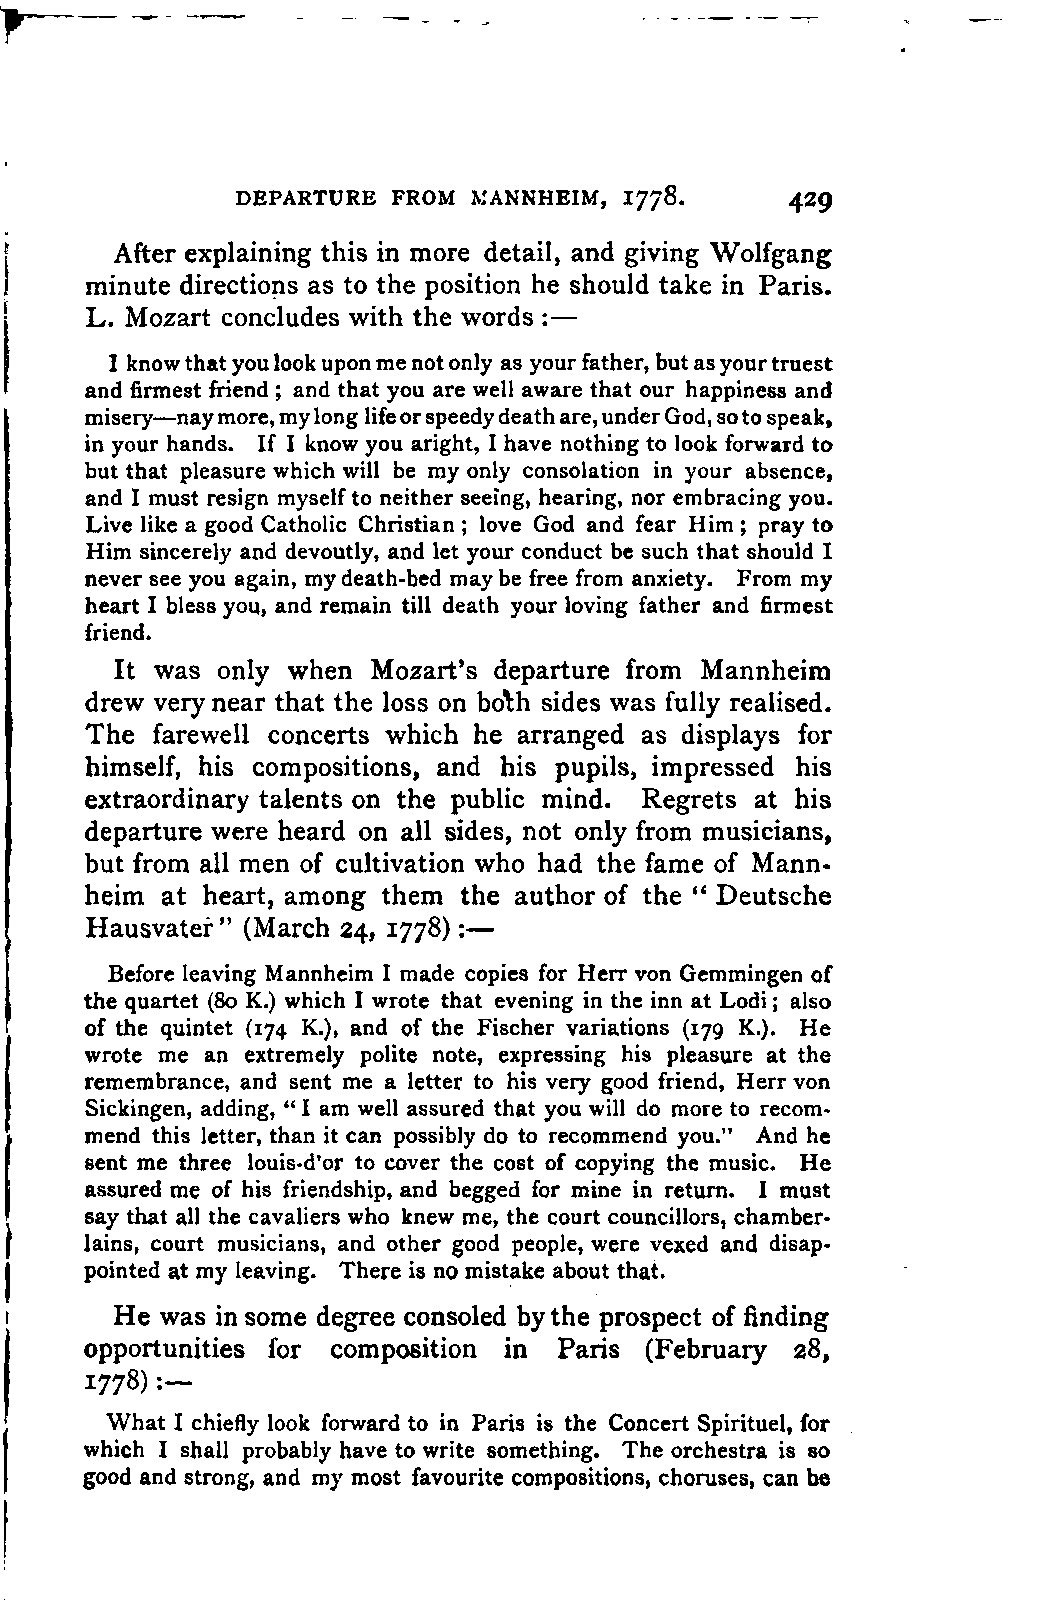 DEPARTURE FROM MANNHEIM, 1778. 429
After explaining this in more detail, and giving Wolfgang
minute directions as to the position he should take in Paris.
L. Mozart concludes with the words :—
I know that you look upon me not only as your father, but as your truest
and firmest friend ; and that you are well aware that our happiness and
misery—nay more, my long life or speedy death are, under God, so to speak,
in your hands. If I know you aright, I have nothing to look forward to
but that pleasure which will be my only consolation in your absence,
and I must resign myself to neither seeing, hearing, nor embracing you.
Live like a good Catholic Christian ; love God and fear Him ; pray to
Him sincerely and devoutly, and let your conduct be such that should I
never see you again, my death-bed may be free from anxiety. From my
heart I bless you, and remain till death your loving father and firmest
friend.
It was only when Mozart's departure from Mannheim
drew very near that the loss on both sides was fully realised.
The farewell concerts which he arranged as displays for
himself, his compositions, and his pupils, impressed his
extraordinary talents on the public mind. Regrets at his
departure were heard on all sides, not only from musicians,
but from all men of cultivation who had the fame of Mann-
heim at heart, among them the author of the " Deutsche
Hausvater " (March 24, 1778) :—
Before leaving Mannheim I made copies for Herr von Gemmingen of
the quartet (80 K.) which I wrote that evening in the inn at Lodi ; also
of the quintet (174 K.), and of the Fischer variations (179 K.). He
wrote me an extremely polite note, expressing his pleasure at the
remembrance, and sent me a letter to his very good friend, Herr von
Sickingen, adding, " I am well assured that you will do more to recom-
mend this letter, than it can possibly do to recommend you." And he
sent me three louis-d'or to cover the cost of copying the music. He
assured me of his friendship, and begged for mine in return. I must
say that all the cavaliers who knew me, the court councillors, chamber-
lains, court musicians, and other good people, were vexed and disap-
pointed at my leaving. There is no mistake about that.
He was in some degree consoled by the prospect of finding
opportunities for composition in Paris (February 28,
1778) :—
What I chiefly look forward to in Paris is the Concert Spirituel, for
which I shall probably have to write something. The orchestra is so
good and strong, and my most favourite compositions, choruses, can be